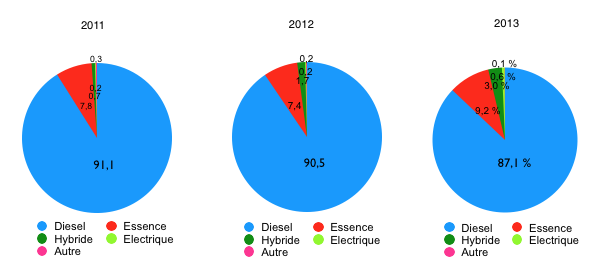 2011
0,3
0,2
0,7
7,8
91,1
Diesel Essence
Hybride Electrique
Autre
2012
0,2
0,2
1,7
7,4
90,5
Diesel Essence
Hybride Electrique
Autre
2013
0,1 %
0,6 %
3,0 %
9,2 %
87,1 %
Diesel Essence
Hybride Electrique
Autre